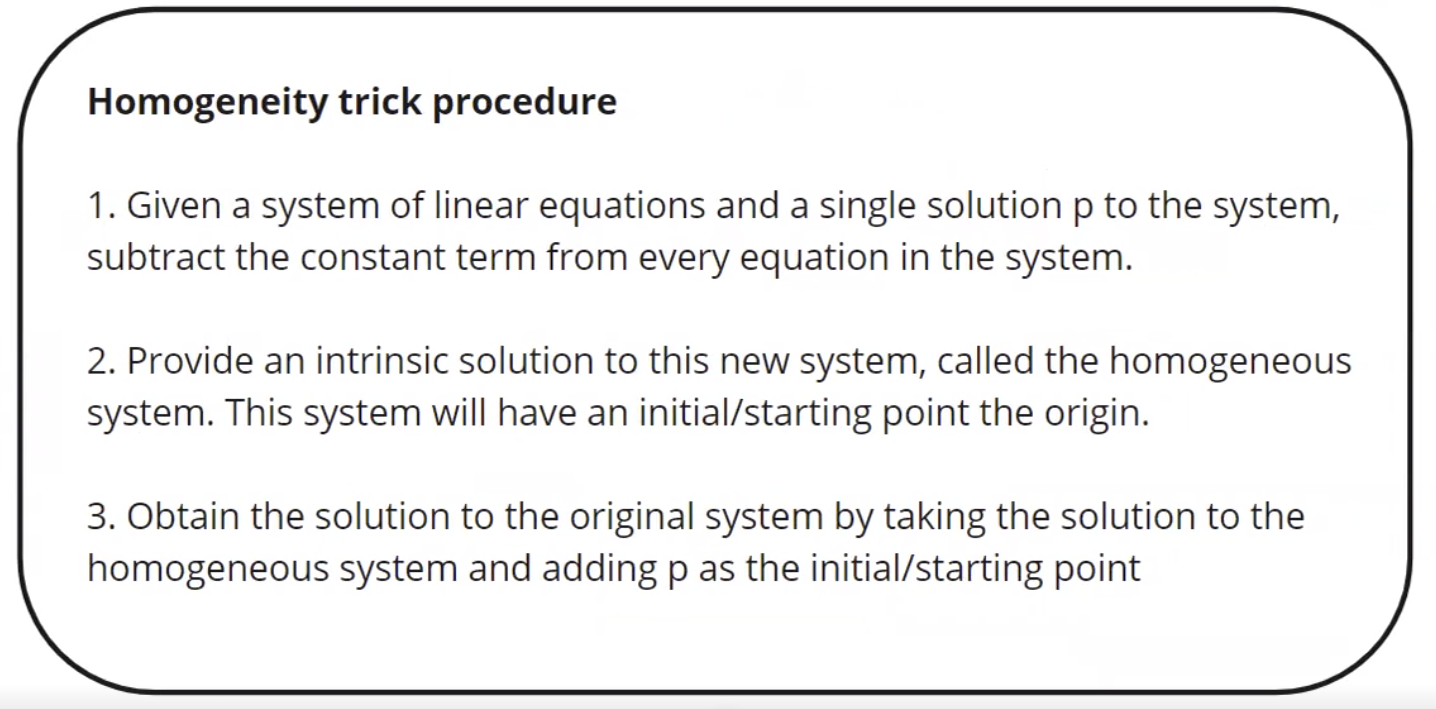 Homogeneity trick procedure
1. Given a system of linear equations and a single solution p to the system,
subtract the constant term from every equation in the system.
2. Provide an intrinsic solution to this new system, called the homogeneous
system. This system will have an initial/starting point the origin.
3. Obtain the solution to the original system by taking the solution to the
homogeneous system and adding p as the initial/starting point